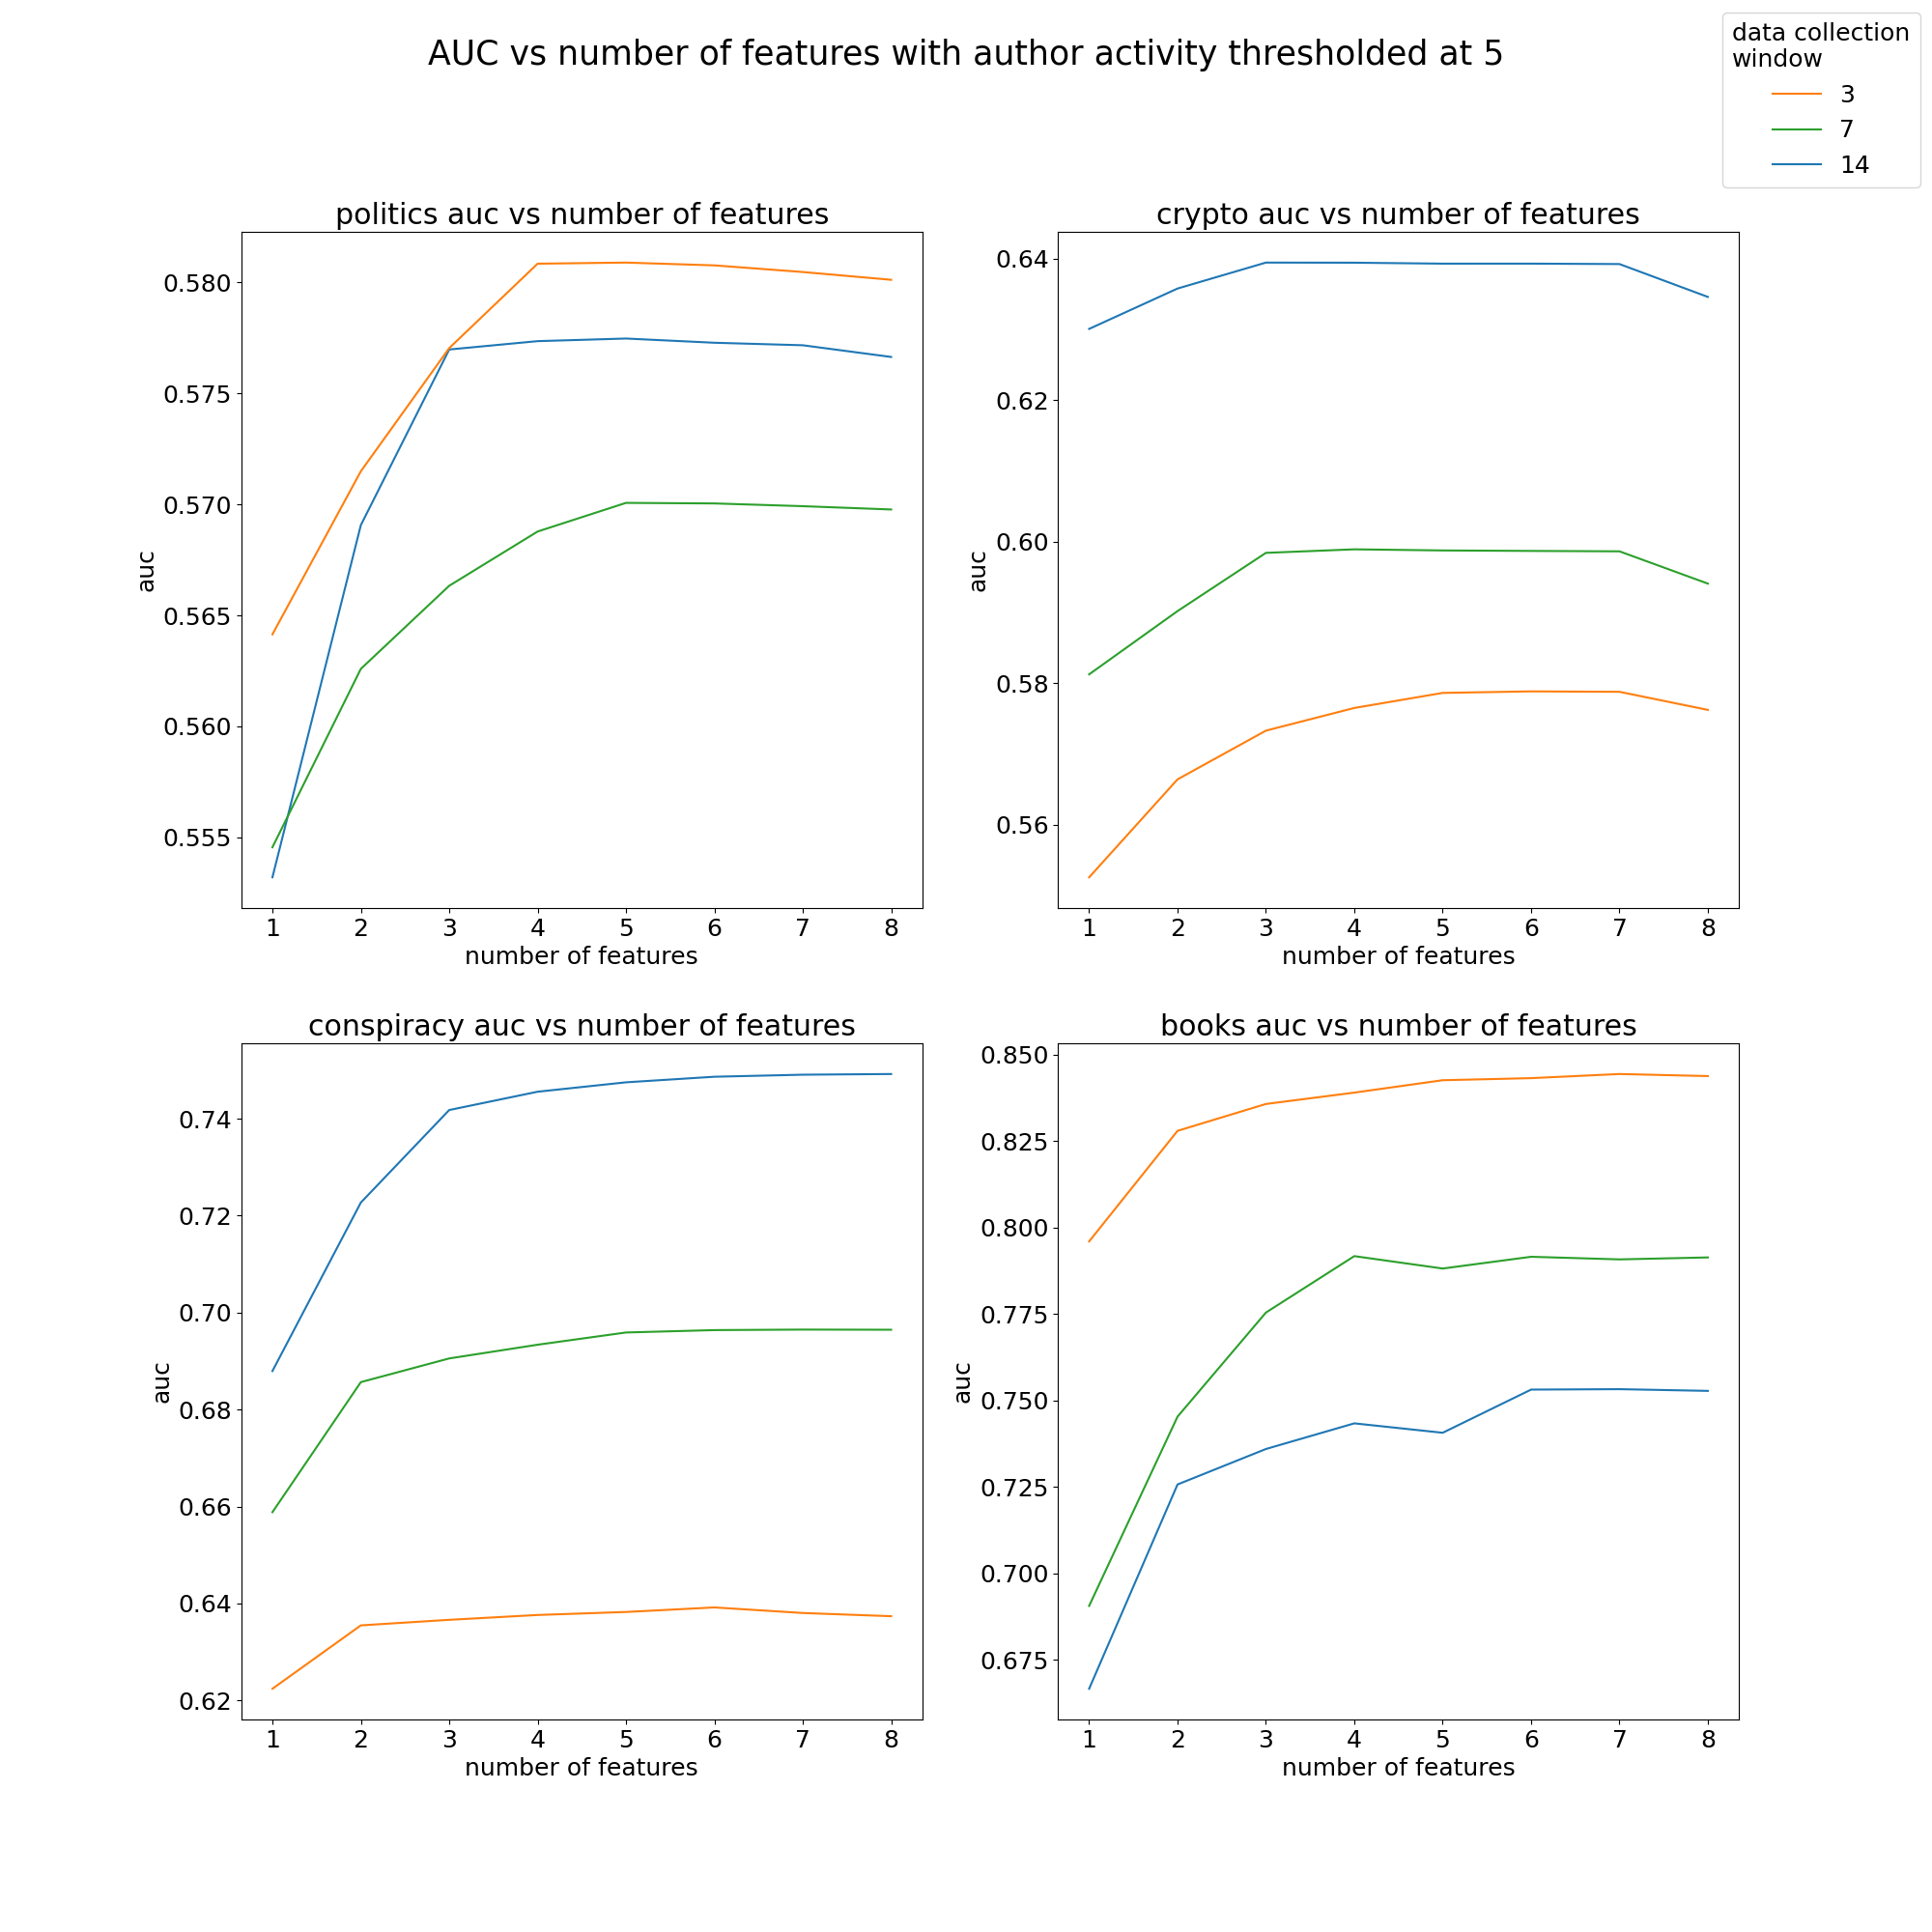 AUC vs number of features with author activity thresholded at 5
data collection
window
3
7
14
politics auc vs number of features
0.580
0.575
0.570
0.565
0.560
0.555
auc
1 2 3 4 5 6 7 8
number of features
crypto auc vs number of features
0.64
0.62
0.60
0.58
0.56
auc
1 2 3 4 5 6 7 8
number of features
conspiracy auc vs number of features
0.74
0.72
0.70
0.68
0.66
0.64
0.62
auc
1 2 3 4 5 6 7 8
number of features
books auc vs number of features
0.850
0.825
0.800
0.775
0.750
0.725
0.700
0.675
auc
1 2 3 4 5 6 7 8
number of features